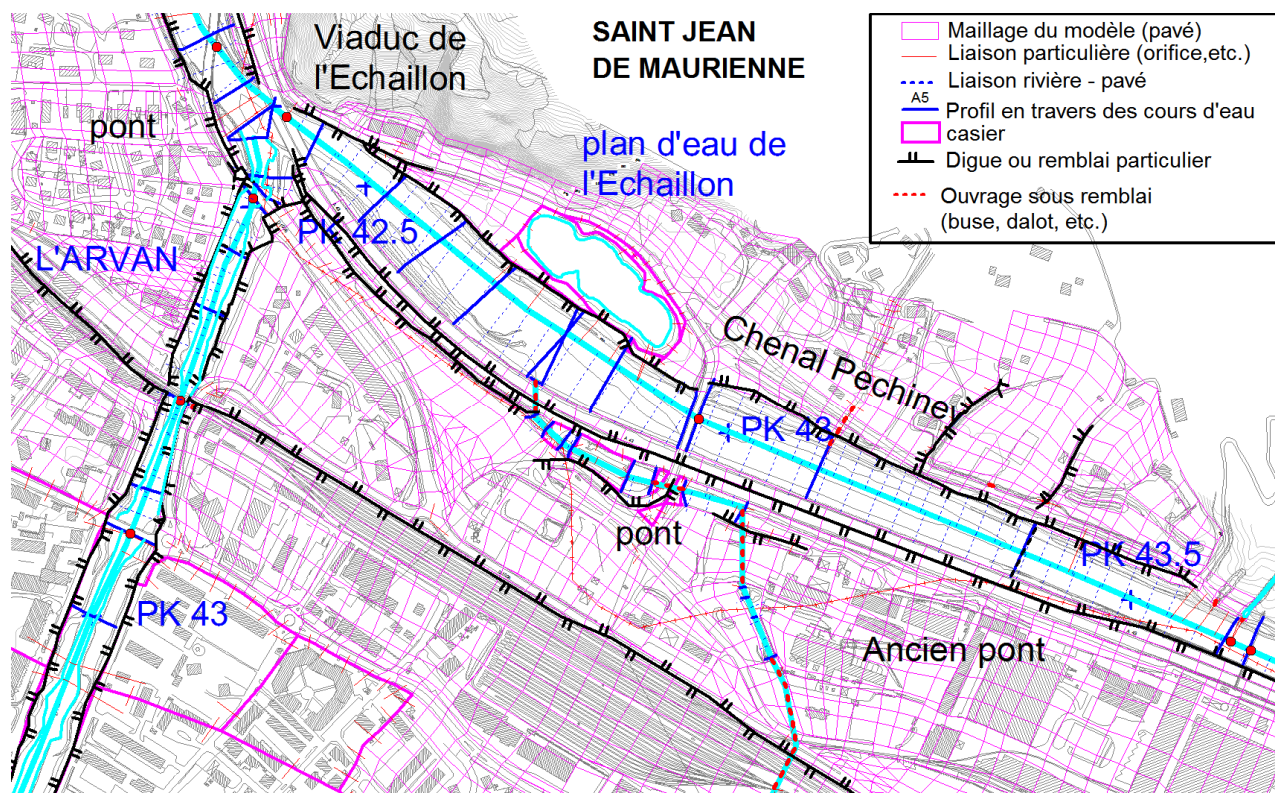 Viaduc de
l'Echaillon
SAINT JEAN
DE MAURIENNE
pont
plan d'eau de
l'Echaillon
PK 42.5
L'ARVAN
Chenal Pechiney
PK 43
pont
PK 43.5
PK 43
Ancien pont
Maillage du modèle (pavé)
Liaison particulière (orifice,etc.)
Liaison rivière - pavé
A5
Profil en travers des cours d'eau
casier
Digue ou remblai particulier
Ouvrage sous remblai
(buse, dalot, etc.)